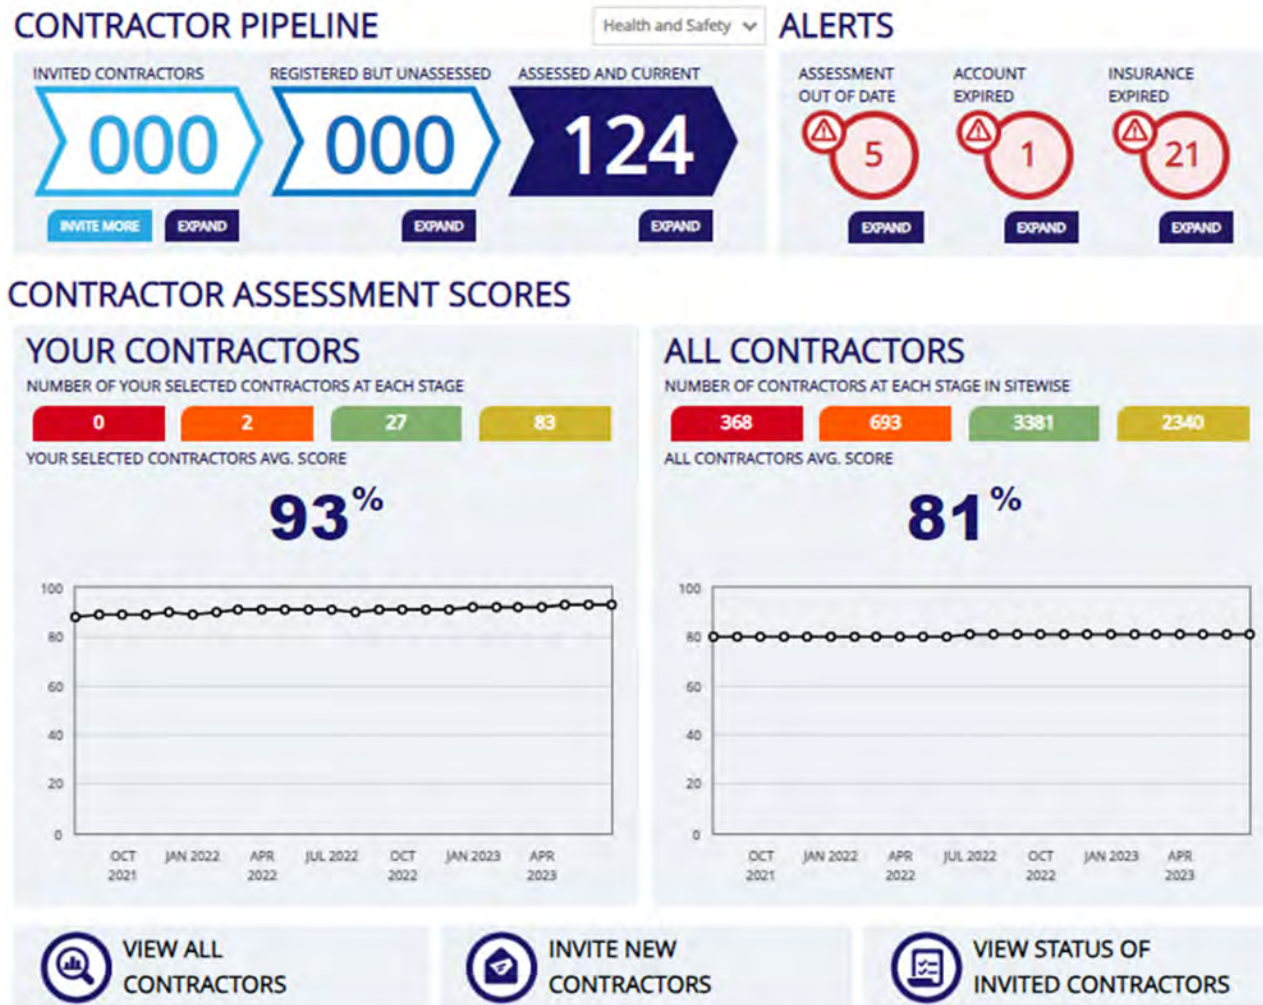 CONTRACTOR PIPELINE
Health and Safety
INVITED CONTRACTORS
000
INVITE MORE
EXPAND
REGISTERED BUT UNASSESSED
000
EXPAND
ASSESSED AND CURRENT
124
EXPAND
ALERTS
ASSESSMENT
OUT OF DATE
5
EXPAND
ACCOUNT
EXPIRED
1
EXPAND
INSURANCE
EXPIRED
21
EXPAND
CONTRACTOR ASSESSMENT SCORES
YOUR CONTRACTORS
NUMBER OF YOUR SELECTED CONTRACTORS AT EACH STAGE
0 2 27 83
YOUR SELECTED CONTRACTORS AVG. SCORE
93%
100
80
60
40
20
0
OCT 2021 JAN 2022 APR 2022 JUL 2022 OCT 2022 JAN 2023 APR 2023
ALL CONTRACTORS
NUMBER OF CONTRACTORS AT EACH STAGE IN SITEWISE
368 693 3381 2340
ALL CONTRACTORS AVG. SCORE
81%
100
80
60
40
20
0
OCT 2021 JAN 2022 APR 2022 JUL 2022 OCT 2022 JAN 2023 APR 2023
VIEW ALL
CONTRACTORS
INVITE NEW
CONTRACTORS
VIEW STATUS OF
INVITED CONTRACTORS